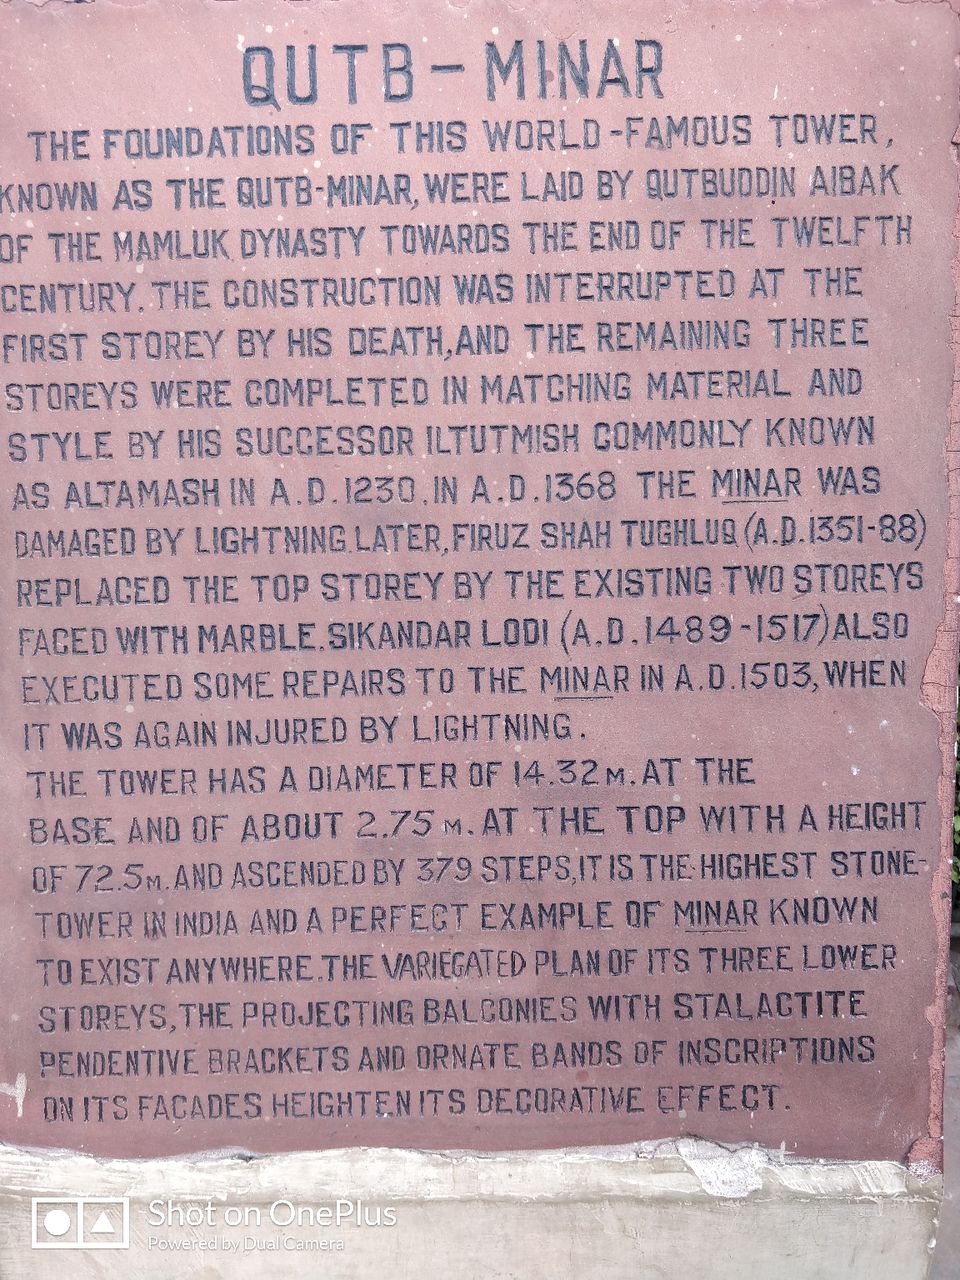 QUTB - MINAR
THE FOUNDATIONS OF THIS WORLD-FAMOUS TOWER,
KNOWN AS THE QUTB-MINAR, WERE LAID BY QUTBUDDIN AIBAK
OF THE MAMLUK DYNASTY TOWARDS THE END OF THE TWELFTH
CENTURY. THE CONSTRUCTION WAS INTERRUPTED AT THE
FIRST STOREY BY HIS DEATH, AND THE REMAINING THREE
STOREYS WERE COMPLETED IN MATCHING MATERIAL AND
STYLE BY HIS SUCCESSOR ILTUTMISH COMMONLY KNOWN
AS ALTAMASH IN A.D.1230. IN A.D.1368 THE MINAR WAS
DAMAGED BY LIGHTNING. LATER, FIRUZ SHAH TUGHLUQ (A.D.1351-88)
REPLACED THE TOP STOREY BY THE EXISTING TWO STOREYS
FACED WITH MARBLE. SIKANDAR LODI (A.D.1489-1517) ALSO
EXECUTED SOME REPAIRS TO THE MINAR IN A.D.1503, WHEN
IT WAS AGAIN INJURED BY LIGHTNING.
THE TOWER HAS A DIAMETER OF 14.32M. AT THE
BASE AND OF ABOUT 2.75M. AT THE TOP WITH A HEIGHT
OF 72.5M. AND ASCENDED BY 379 STEPS, IT IS THE HIGHEST STONE-
TOWER IN INDIA AND A PERFECT EXAMPLE OF MINAR KNOWN
TO EXIST ANYWHERE. THE VARIEGATED PLAN OF ITS THREE LOWER
STOREYS, THE PROJECTING BALCONIES WITH STALACTITE
PENDENTIVE BRACKETS AND ORNATE BANDS OF INSCRIPTIONS
ON ITS FACADES HEIGHTEN ITS DECORATIVE EFFECT.
Shot on OnePlus
Powered by Dual Camera